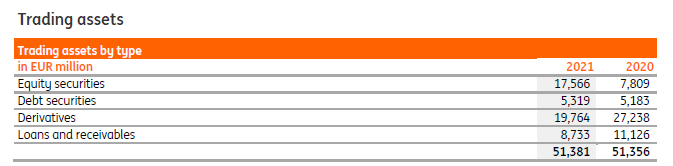 Trading assets
Trading assets by type
in EUR million 2021 2020
Equity securities 17,566 7,809
Debt securities 5,319 5,183
Derivatives 19,764 27,238
Loans and receivables 8,733 11,126
51,381 51,356